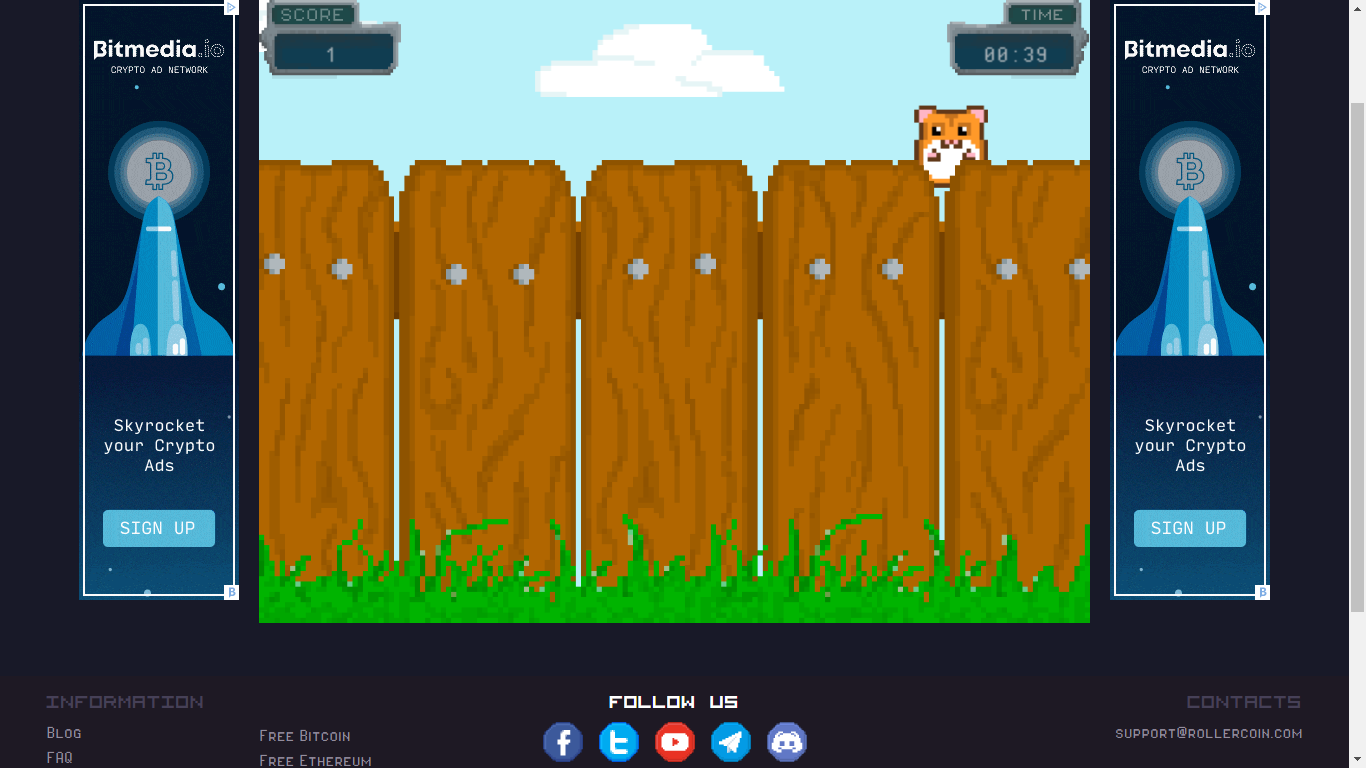 SCORE
1
TIME
00:39
Bitmedia.io
CRYPTO AD NETWORK
Skyrocket
your Crypto
Ads
SIGN UP
Bitmedia.io
CRYPTO AD NETWORK
Skyrocket
your Crypto
Ads
SIGN UP
INFORMATION
Blog
FAQ
Free Bitcoin
Free Ethereum
FOLLOW US
CONTACTS
support@rollercoin.com